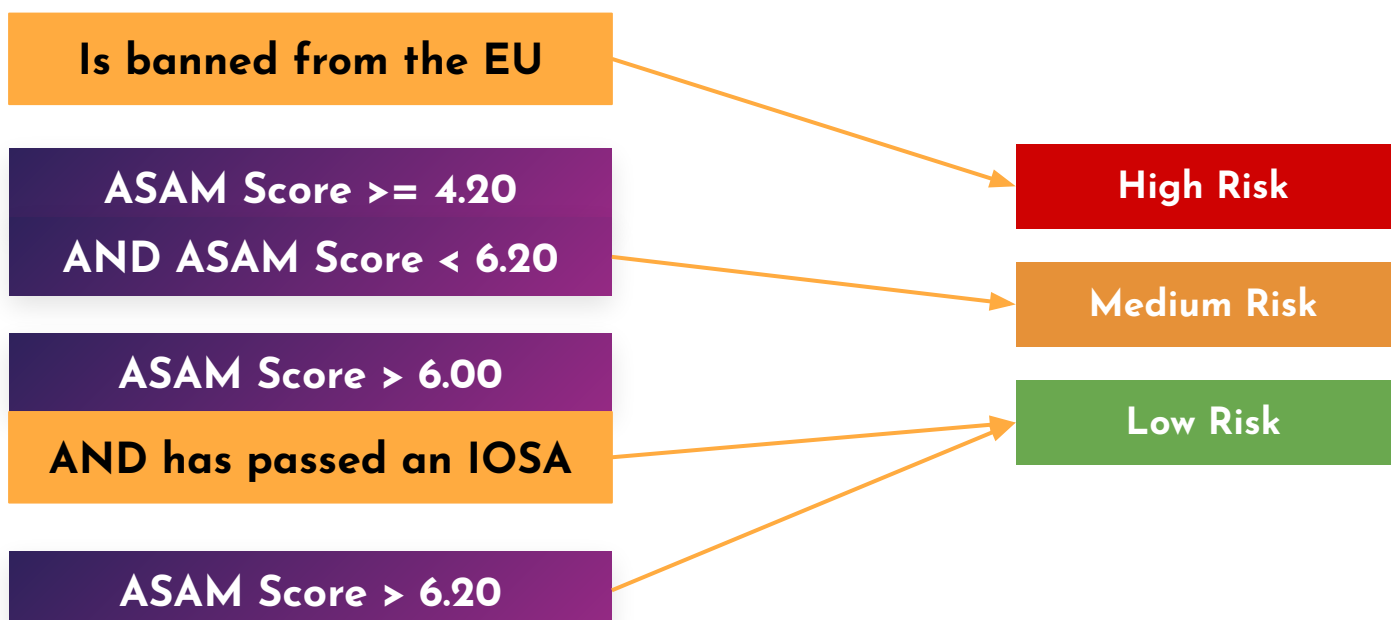 Is banned from the EU
ASAM Score >= 4.20
AND ASAM Score < 6.20
ASAM Score > 6.00
AND has passed an IOSA
ASAM Score > 6.20
High Risk
Medium Risk
Low Risk